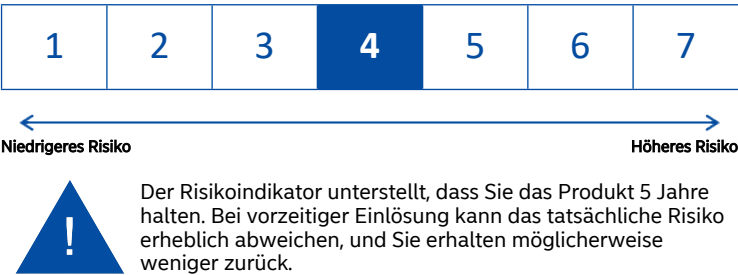 1 2 3 4 5 6 7
Niedrigeres Risiko Höheres Risiko
!
Der Risikoindikator unterstellt, dass Sie das Produkt 5 Jahre
halten. Bei vorzeitiger Einlösung kann das tatsächliche Risiko
erheblich abweichen, und Sie erhalten möglicherweise
weniger zurück.